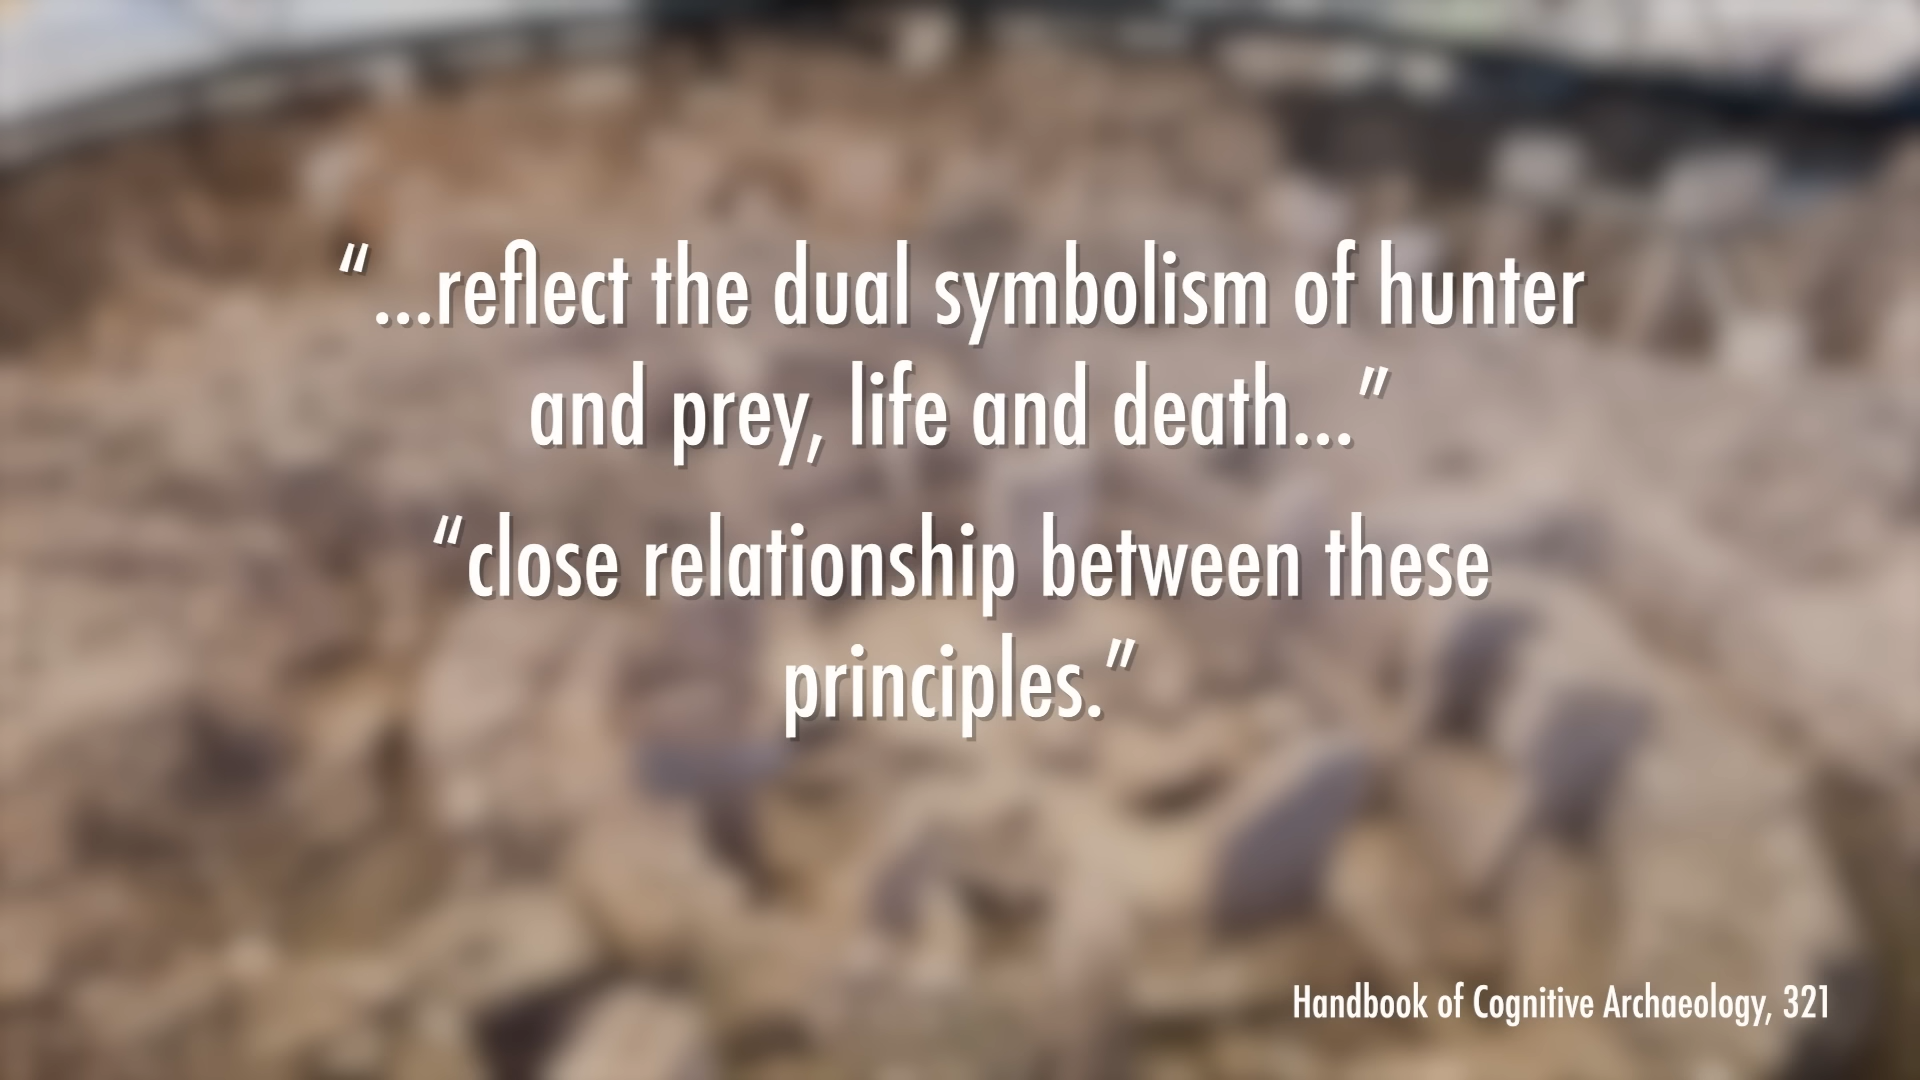 “...reflect the dual symbolism of hunter
and prey, life and death...”
“close relationship between these
principles.”
Handbook of Cognitive Archaeology, 321